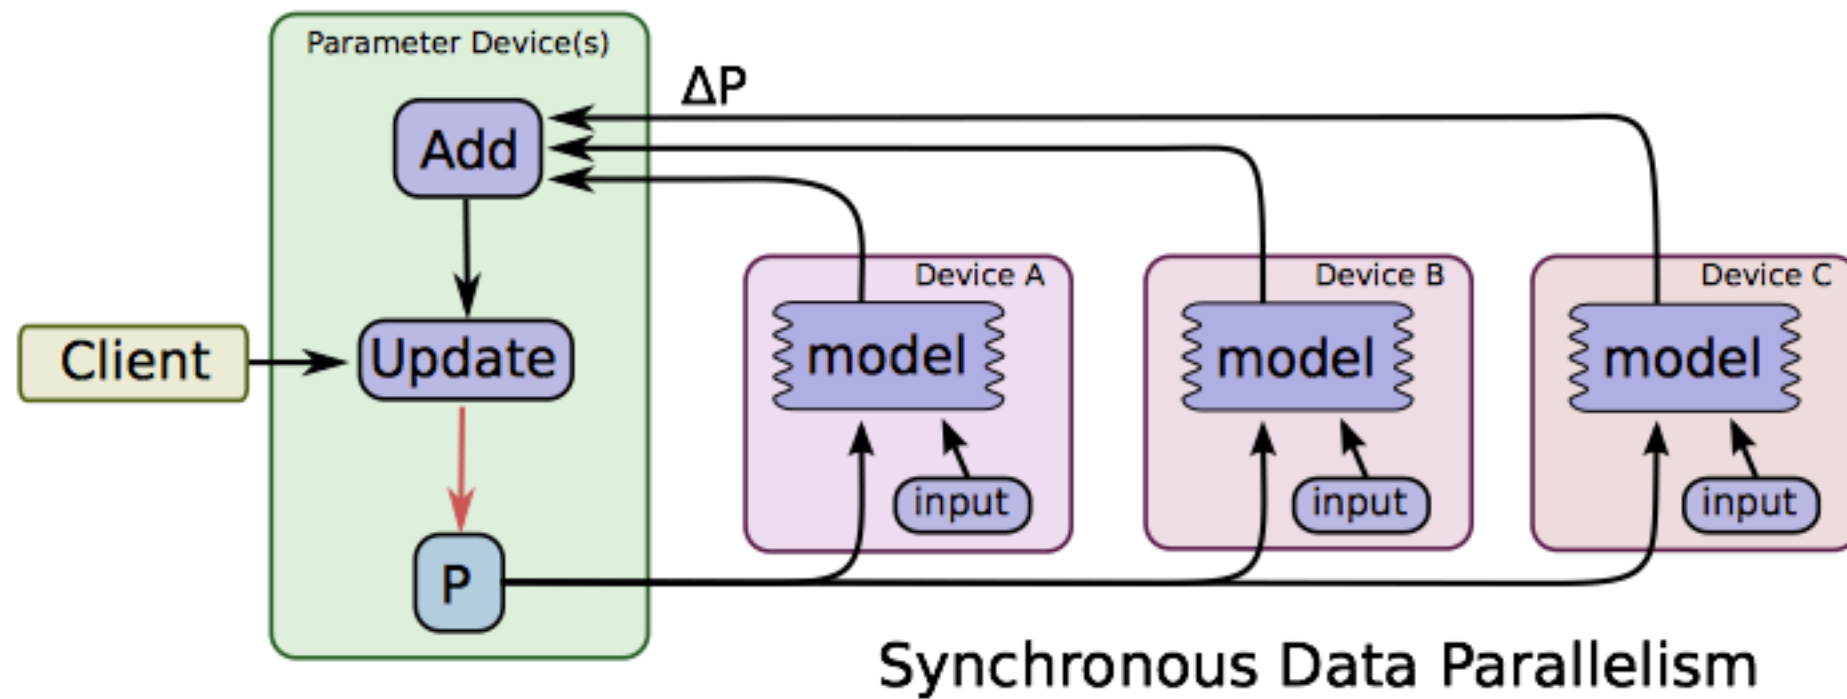 Parameter Device(s)
ΔP
Add
Client
Update
P
Device A
model
input
Device B
model
input
Device C
model
input
Synchronous Data Parallelism